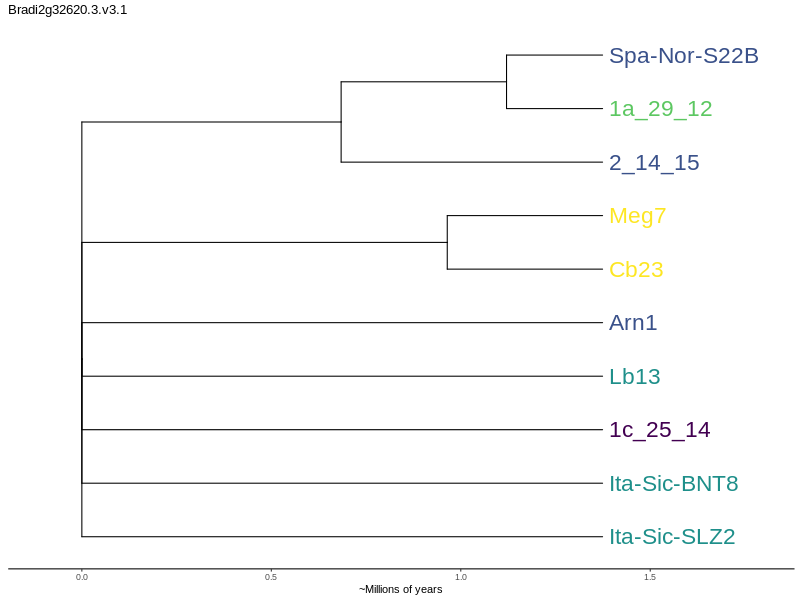 Bradi2g32620.3.v3.1
Spa-Nor-S22B
1a_29_12
2_14_15
Meg7
Cb23
Arn1
Lb13
1c_25_14
Ita-Sic-BNT8
Ita-Sic-SLZ2
0.0 0.5 1.0 1.5
~Millions of years